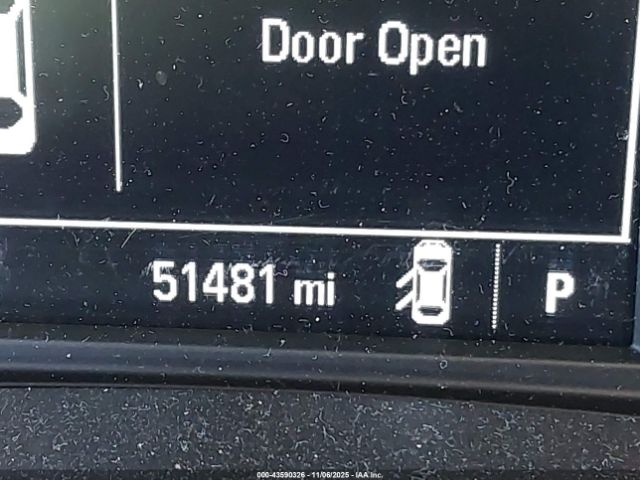 Door Open
51481 mi
P
000-43590326 - 11/06/2025 - IAA Inc.